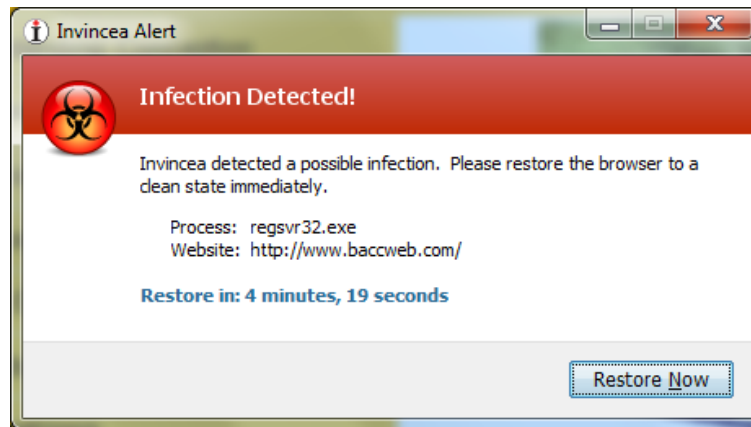 Invincea Alert
Infection Detected!
Invincea detected a possible infection.  Please restore the browser to a
clean state immediately.
Process:  regsvr32.exe
Website:  http://www.baccweb.com/
Restore in: 4 minutes, 19 seconds
Restore Now